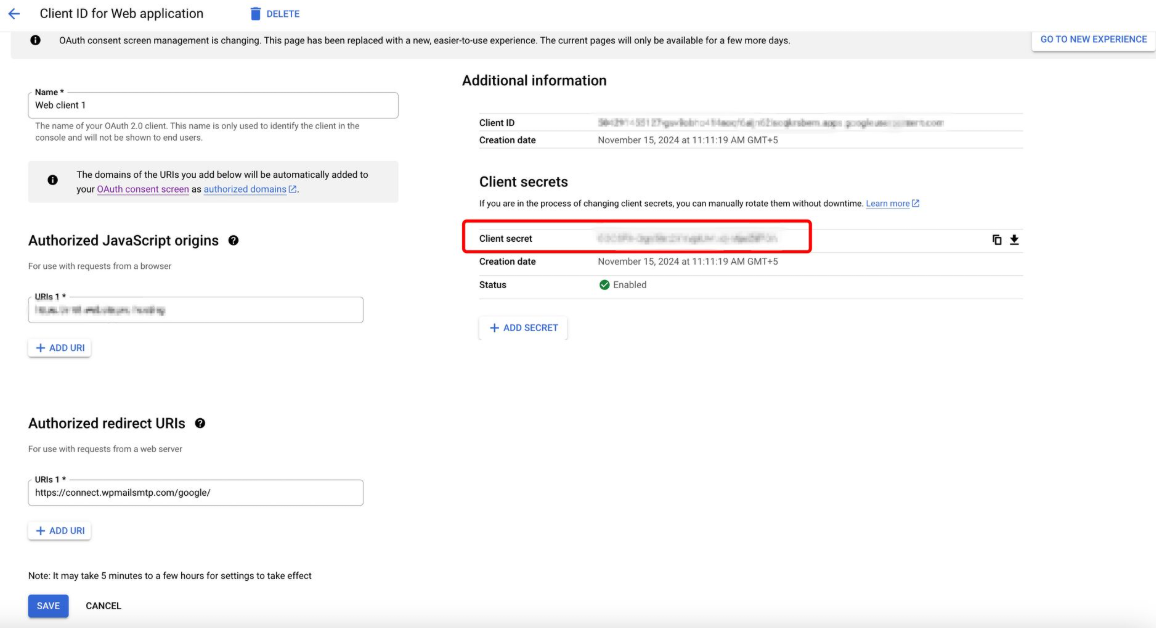 Client ID for Web application
DELETE
OAuth consent screen management is changing. This page has been replaced with a new, easier-to-use experience. The current pages will only be available for a few more days.
GO TO NEW EXPERIENCE
Name *
Web client 1
The name of your OAuth 2.0 client. This name is only used to identify the client in the
console and will not be shown to end users.
The domains of the URIs you add below will be automatically added to
your OAuth consent screen as authorized domains.
Authorized JavaScript origins
For use with requests from a browser
URIs 1 *
+ ADD URI
Authorized redirect URIs
For use with requests from a web server
URIs 1 *
https://connect.wpmailsmtp.com/google/
+ ADD URI
Note: It may take 5 minutes to a few hours for settings to take effect
SAVE
CANCEL
Additional information
Client ID
Creation date November 15, 2024 at 11:11:19 AM GMT+5
Client secrets
If you are in the process of changing client secrets, you can manually rotate them without downtime. Learn more
Client secret
Creation date November 15, 2024 at 11:11:19 AM GMT+5
Status Enabled
+ ADD SECRET